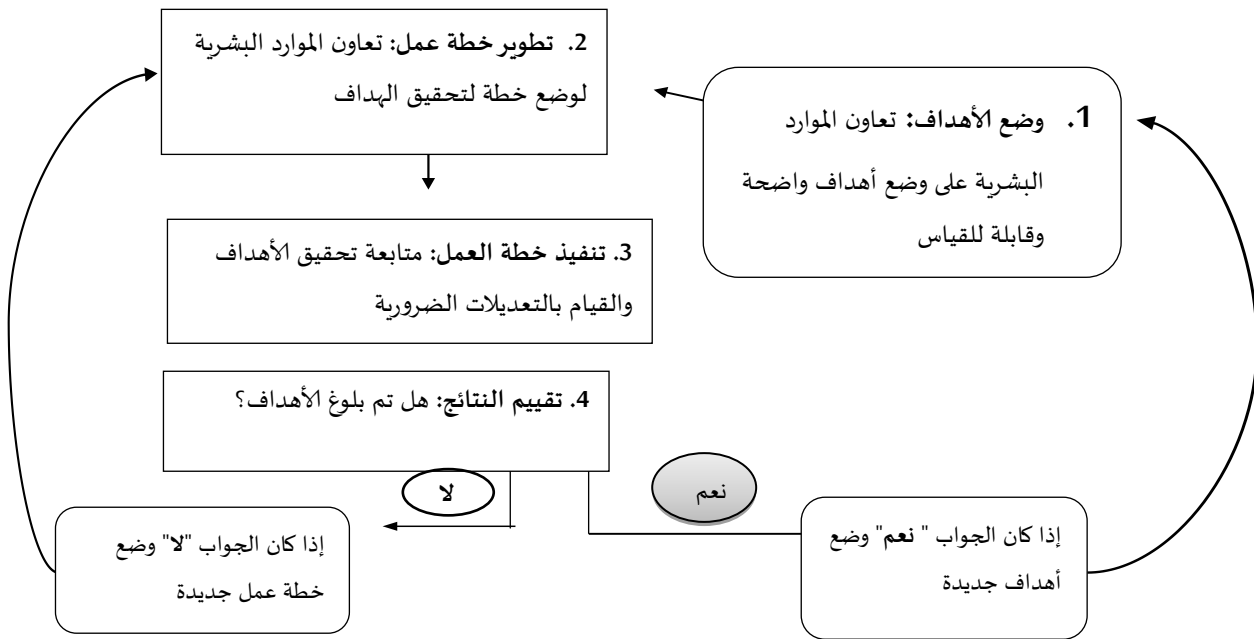 2. تطوير خطة عمل: تعاون الموارد البشرية
لوضع خطة لتحقيق الهداف
1. وضع الأهداف: تعاون الموارد
البشرية على وضع أهداف واضحة
وقابلة للقياس
3. تنفيذ خطة العمل: متابعة تحقيق الأهداف
والقيام بالتعديلات الضرورية
4. تقييم النتائج: هل تم بلوغ الأهداف؟
نعم
لا
إذا كان الجواب " نعم" وضع
أهداف جديدة
إذا كان الجواب "لا" وضع
خطة عمل جديدة